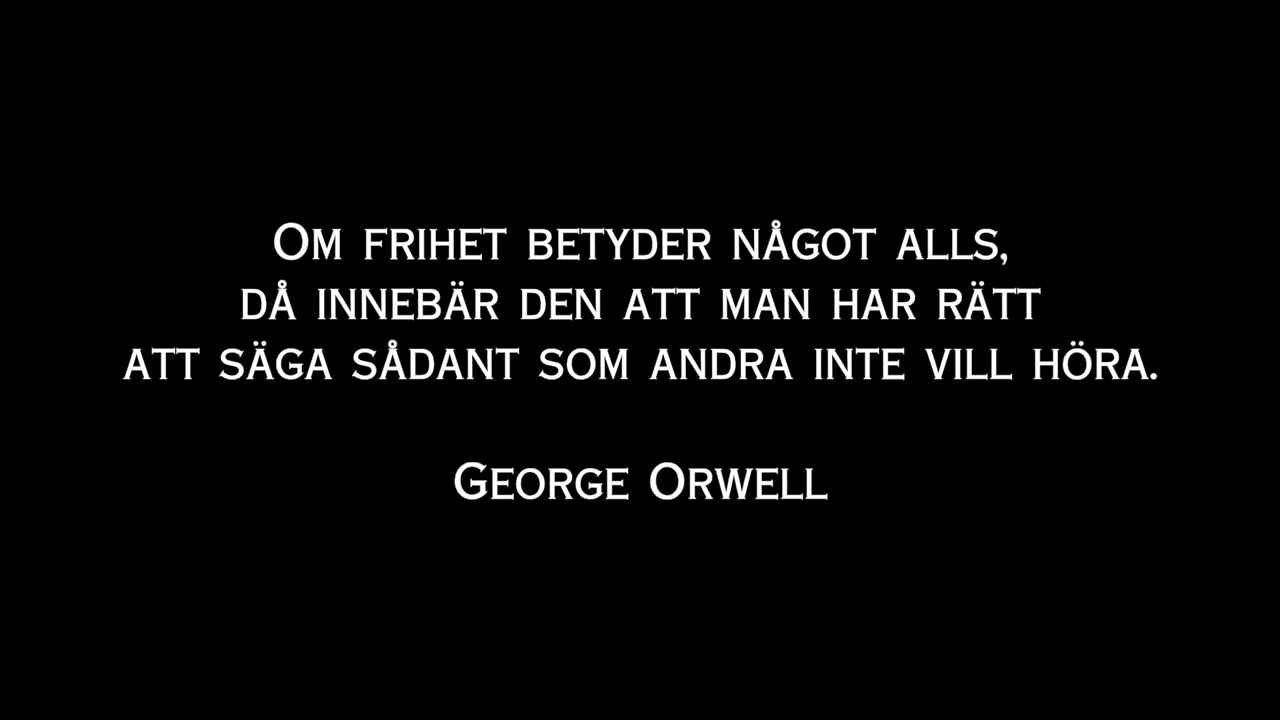 Om frihet betyder något alls,
då innebär den att man har rätt
att säga sådant som andra inte vill höra.
George Orwell